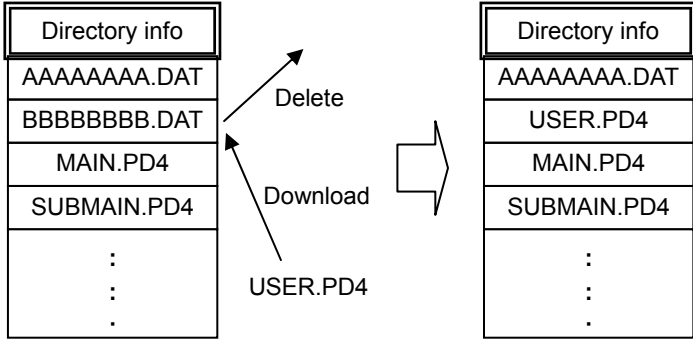 Directory info
AAAAAAAA.DAT
BBBBBBBB.DAT
MAIN.PD4
SUBMAIN.PD4
:
:
.
Delete
Download
USER.PD4
Directory info
AAAAAAAA.DAT
USER.PD4
MAIN.PD4
SUBMAIN.PD4
:
:
.